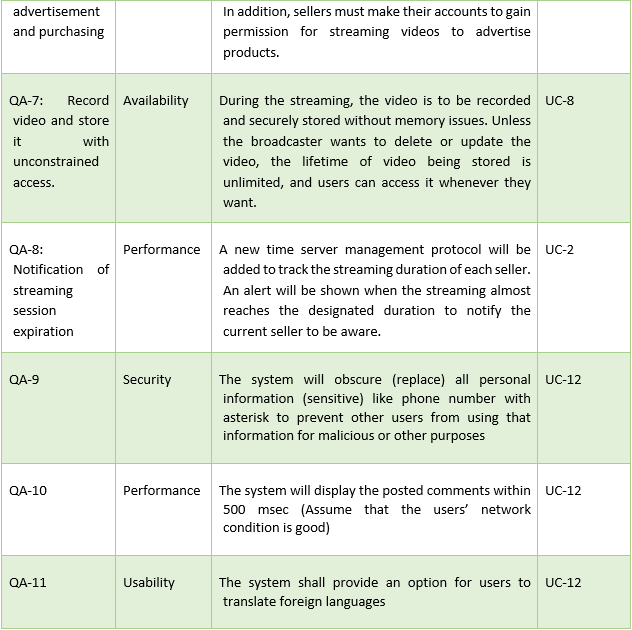 advertisement
and purchasing
In addition, sellers must make their accounts to gain
permission for streaming videos to advertise
products.
QA-7: Record
video and store
it with
unconstrained
access.
Availability
During the streaming, the video is to be recorded
and securely stored without memory issues. Unless
the broadcaster wants to delete or update the
video, the lifetime of video being stored is
unlimited, and users can access it whenever they
want.
UC-8
QA-8:
Notification of
streaming
session
expiration
Performance
A new time server management protocol will be
added to track the streaming duration of each seller.
An alert will be shown when the streaming almost
reaches the designated duration to notify the
current seller to be aware.
UC-2
QA-9
Security
The system will obscure (replace) all personal
information (sensitive) like phone number with
asterisk to prevent other users from using that
information for malicious or other purposes
UC-12
QA-10
Performance
The system will display the posted comments within
500 msec (Assume that the users’ network
condition is good)
UC-12
QA-11
Usability
The system shall provide an option for users to
translate foreign languages
UC-12